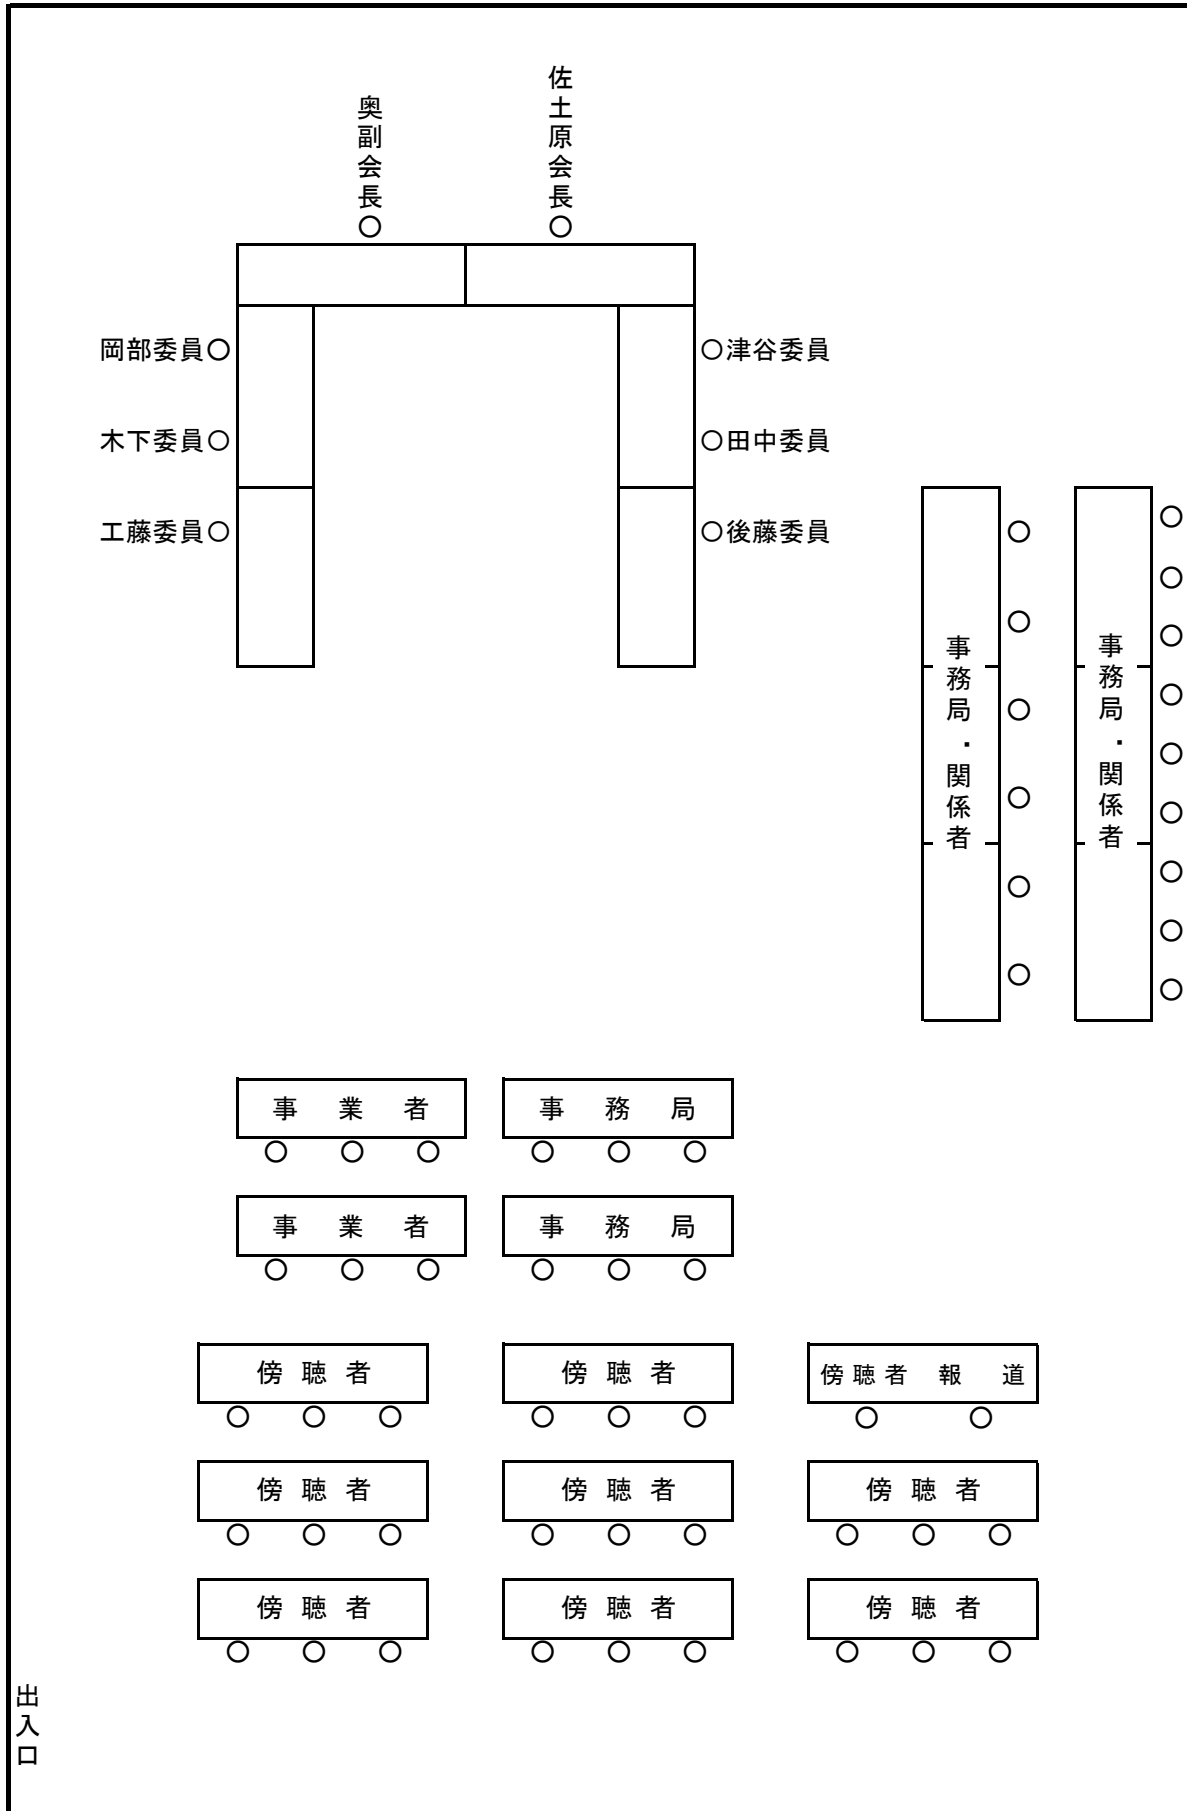 佐土原会長○
奥副会長○
岡部委員○
○津谷委員
木下委員○
○田中委員
工藤委員○
○後藤委員
事務局・関係者
事務局・関係者
事業者
事務局
事業者
事務局
傍聴者
傍聴者
傍聴者 報道
傍聴者
傍聴者
傍聴者
傍聴者
傍聴者
傍聴者
出入口